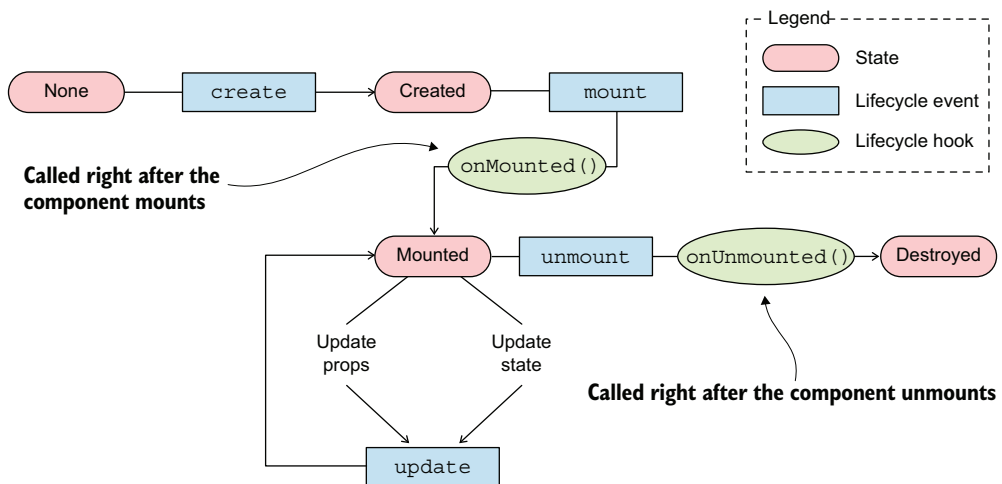 Legend
State
Lifecycle event
Lifecycle hook
None
create
Created
mount
onMounted()
Called right after the
component mounts
Mounted
unmount
onUnmounted()
Destroyed
Update
props
Update
state
Called right after the component unmounts
update